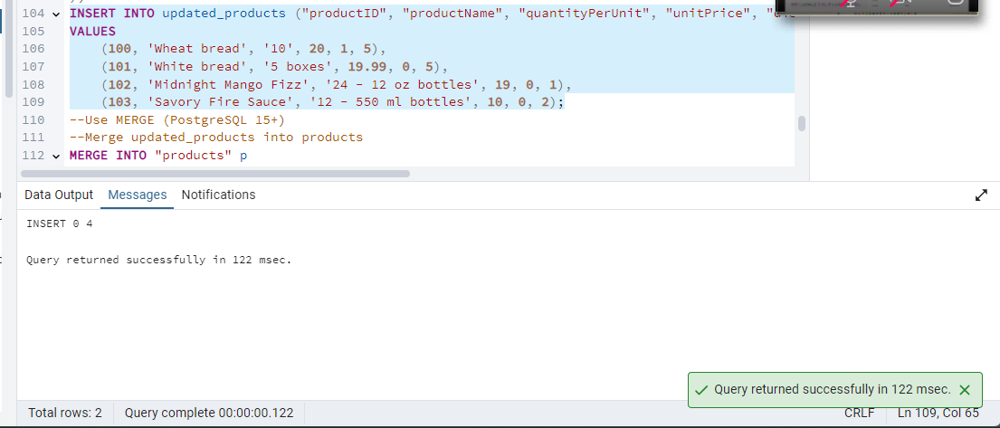 104 INSERT INTO updated_products ("productID", "productName", "quantityPerUnit", "unitPrice",
105 VALUES
106 (100, 'Wheat bread', '10', 20, 1, 5),
107 (101, 'White bread', '5 boxes', 19.99, 0, 5),
108 (102, 'Midnight Mango Fizz', '24 - 12 oz bottles', 19, 0, 1),
109 (103, 'Savory Fire Sauce', '12 - 550 ml bottles', 10, 0, 2);
110 --Use MERGE (PostgreSQL 15+)
111 --Merge updated_products into products
112 MERGE INTO "products" p
Data Output Messages Notifications
INSERT 0 4
Query returned successfully in 122 msec.
Query returned successfully in 122 msec.
Total rows: 2 Query complete 00:00:00.122 CRLF Ln 109, Col 65